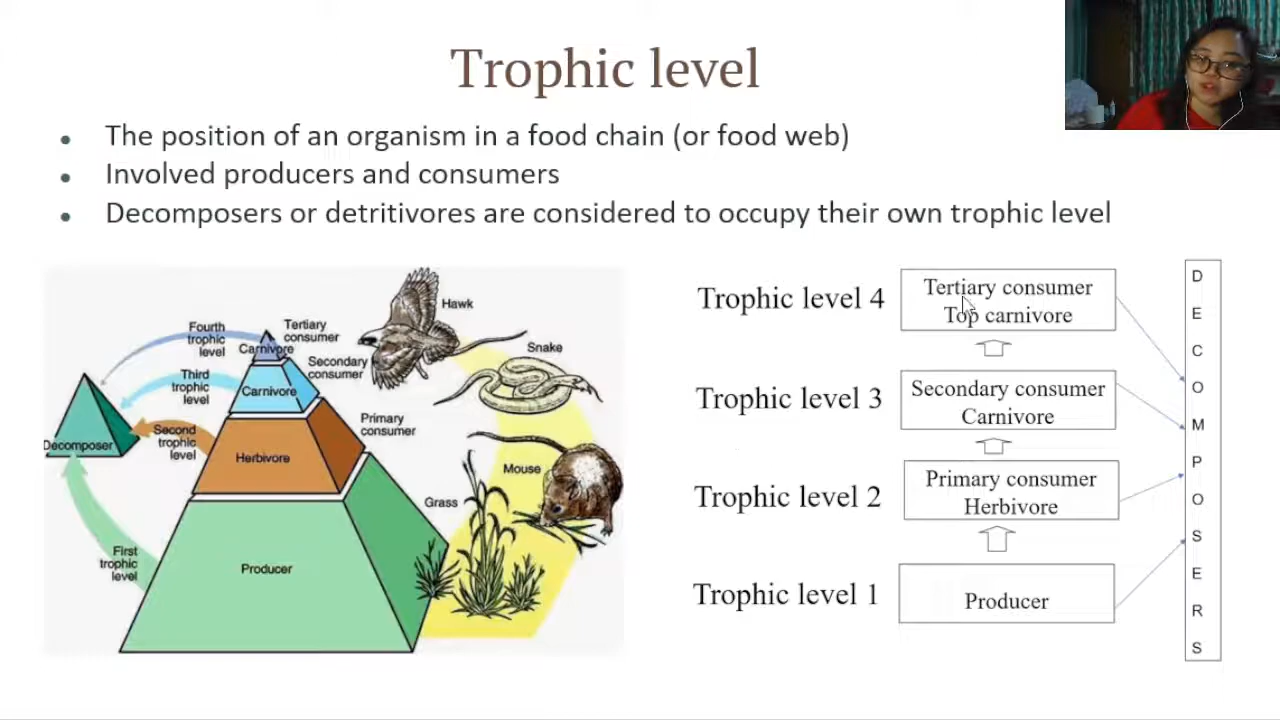 Trophic level
The position of an organism in a food chain (or food web)
Involved producers and consumers
Decomposers or detritivores are considered to occupy their own trophic level
Hawk
Fourth
trophic
level
Tertiary
consumer
Carnivore
Secondary
consumer
Snake
Third
trophic
level
Carnivore
Primary
consumer
Decomposer
Second
trophic
level
Herbivore
Mouse
Grass
First
trophic
level
Producer
Trophic level 4
Tertiary consumer
Top carnivore
Trophic level 3
Secondary consumer
Carnivore
Trophic level 2
Primary consumer
Herbivore
Trophic level 1
Producer
D
E
C
O
M
P
O
S
E
R
S